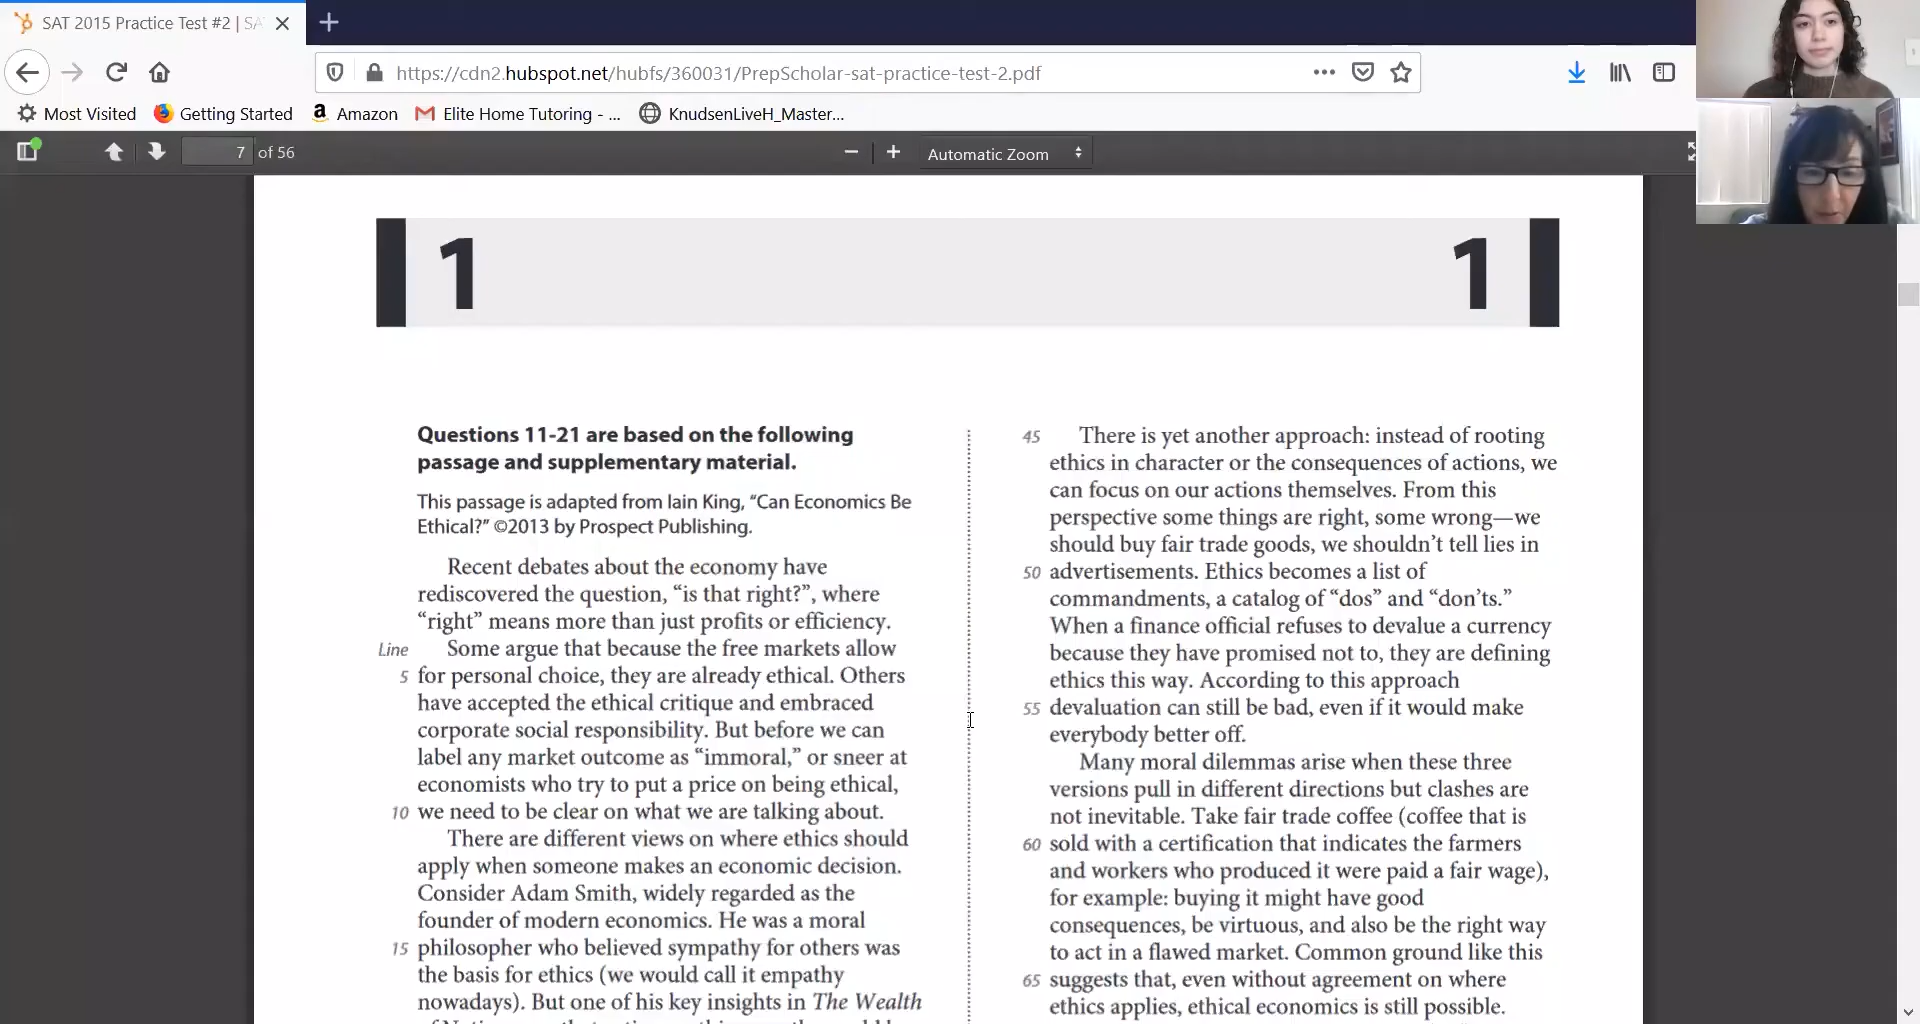 SAT 2015 Practice Test #2 | SA
https://cdn2.hubspot.net/hubfs/360031/PrepScholar-sat-practice-test-2.pdf
Most Visited Getting Started Amazon Elite Home Tutoring - ... KnudsenLiveH_Master...
7 of 56 Automatic Zoom
1 1
Questions 11-21 are based on the following
passage and supplementary material.
This passage is adapted from Iain King, “Can Economics Be
Ethical?” ©2013 by Prospect Publishing.
Recent debates about the economy have
rediscovered the question, “is that right?”, where
“right” means more than just profits or efficiency.
Line Some argue that because the free markets allow
5 for personal choice, they are already ethical. Others
have accepted the ethical critique and embraced
corporate social responsibility. But before we can
label any market outcome as “immoral,” or sneer at
economists who try to put a price on being ethical,
10 we need to be clear on what we are talking about.
There are different views on where ethics should
apply when someone makes an economic decision.
Consider Adam Smith, widely regarded as the
founder of modern economics. He was a moral
15 philosopher who believed sympathy for others was
the basis for ethics (we would call it empathy
nowadays). But one of his key insights in The Wealth
45 There is yet another approach: instead of rooting
ethics in character or the consequences of actions, we
can focus on our actions themselves. From this
perspective some things are right, some wrong—we
should buy fair trade goods, we shouldn’t tell lies in
50 advertisements. Ethics becomes a list of
commandments, a catalog of “dos” and “don’ts.”
When a finance official refuses to devalue a currency
because they have promised not to, they are defining
ethics this way. According to this approach
55 devaluation can still be bad, even if it would make
everybody better off.
Many moral dilemmas arise when these three
versions pull in different directions but clashes are
not inevitable. Take fair trade coffee (coffee that is
60 sold with a certification that indicates the farmers
and workers who produced it were paid a fair wage),
for example: buying it might have good
consequences, be virtuous, and also be the right way
to act in a flawed market. Common ground like this
65 suggests that, even without agreement on where
ethics applies, ethical economics is still possible.